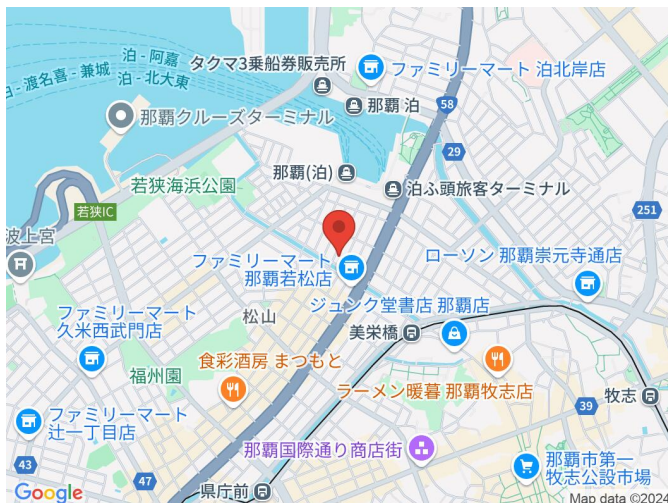 泊 - 阿嘉
タクマ3乗船券販売所
ファミリーマート 泊北岸店
泊 - 渡名喜 - 兼城
泊 - 北大東
那覇 泊
58
那覇クルーズターミナル
29
那覇(泊)
若狭海浜公園
泊ふ頭旅客ターミナル
若狭IC
251
波上宮
ファミリーマート
那覇若松店
ローソン 那覇崇元寺通店
ジュンク堂書店 那覇店
ファミリーマート
久米西武門店
松山
美栄橋
食彩酒房 まつもと
福州園
ラーメン暖暮 那覇牧志店
牧志
39
ファミリーマート
辻一丁目店
那覇国際通り商店街
43
47
那覇市第一
牧志公設市場
県庁前
Google
Map data ©2024